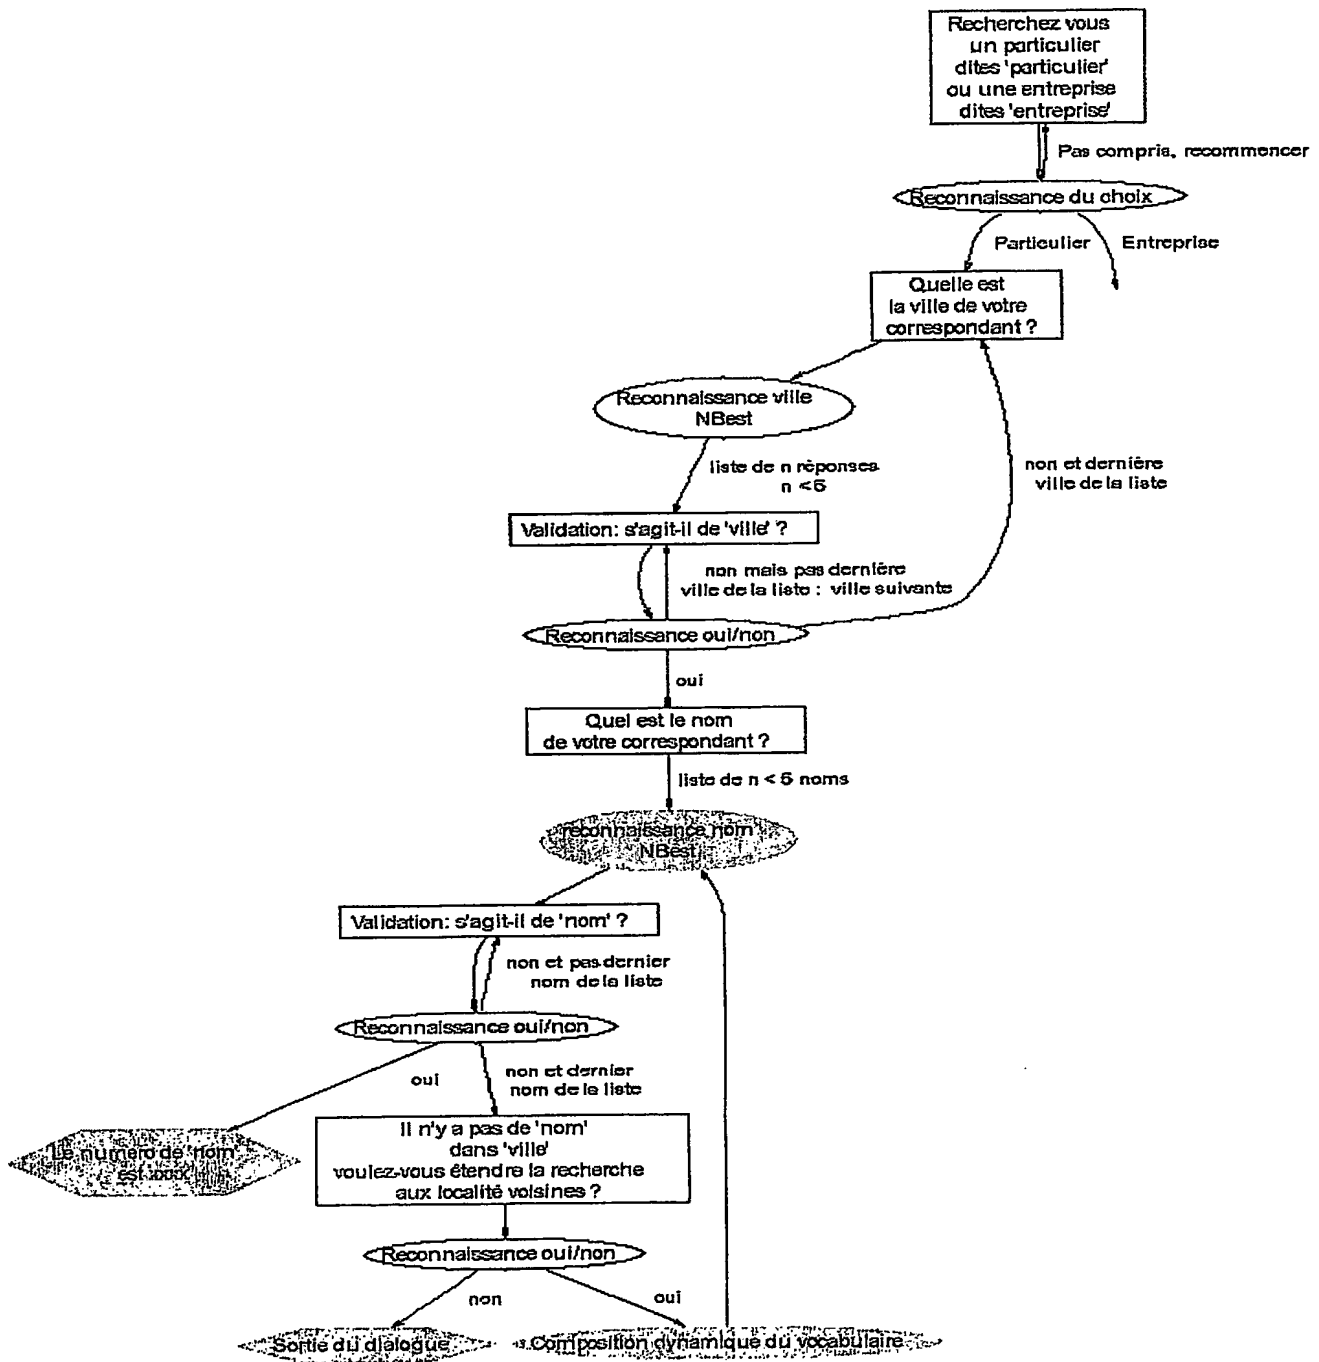 Recherchez vous
un particulier
dites 'particulier'
ou une entreprise
dites 'entreprise'
Pas compris, recommencer
Reconnaissance du choix
Particulier
Entreprise
Quelle est
la ville de votre
correspondant ?
Reconnaissance ville
NBest
liste de n réponses
n <5
non et dernière
ville de la liste
Validation: s'agit-il de 'ville' ?
non mais pas dernière
ville de la liste : ville suivante
Reconnaissance oui/non
oui
Quel est le nom
de votre correspondant ?
liste de n < 5 noms
reconnaissance nom
NBest
Validation: s'agit-il de 'nom' ?
non et pas dernier
nom de la liste
Reconnaissance oui/non
oui
non et dernier
nom de la liste
Le numéro de 'nom'
est xxx
Il n'y a pas de 'nom'
dans 'ville'
voulez-vous étendre la recherche
aux localité voisines ?
Reconnaissance oui/non
non
oui
Sortie du dialogue
Composition dynamique du vocabulaire